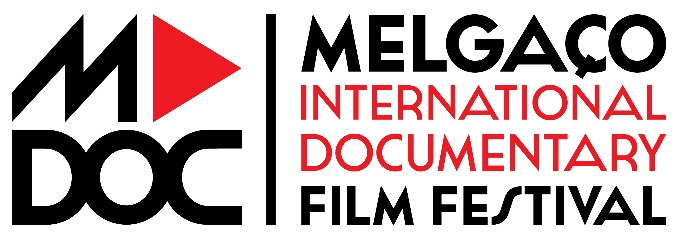 M
DOC
MELGAÇO
INTERNATIONAL
DOCUMENTARY
FILM FESTIVAL